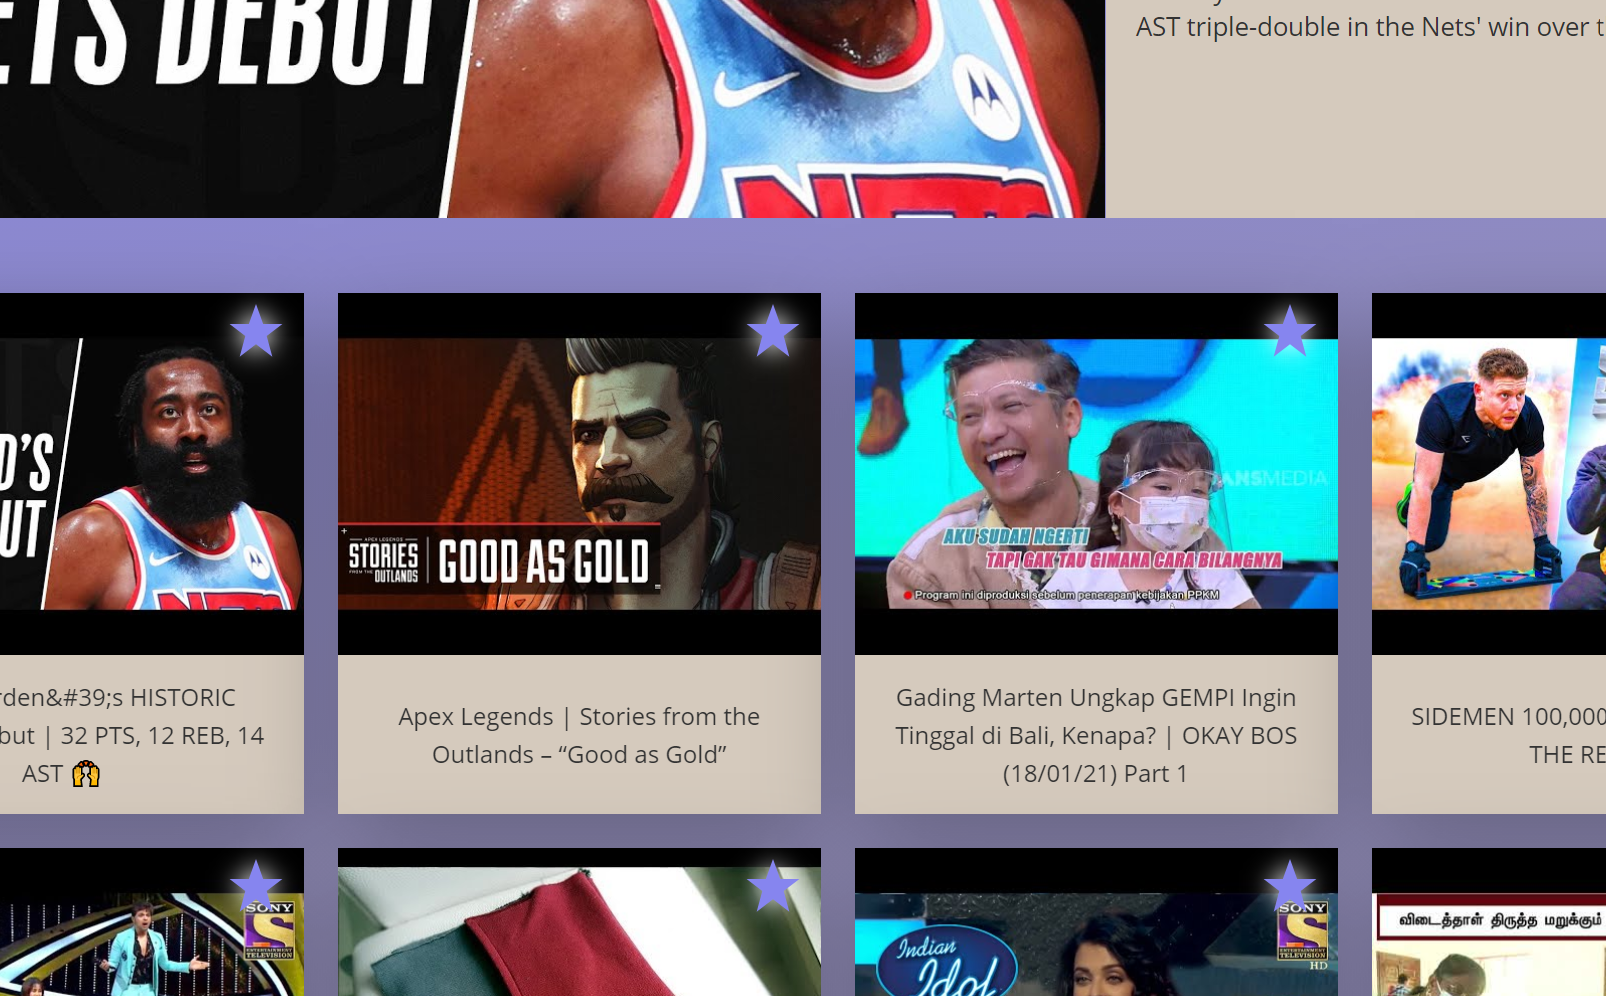 ETS DEBUT
AST triple-double in the Nets' win over t
NETS
D'S
UT
rden&#39;s HISTORIC
but | 32 PTS, 12 REB, 14
AST 🙌
APEX LEGENDS
STORIES
FROM THE
OUTLANDS
GOOD AS GOLD
Apex Legends | Stories from the
Outlands – “Good as Gold”
TRANSMEDIA
AKU SUDAH NGERTI
TAPI GAK TAU GIMANA CARA BILANGNYA
Program ini diproduksi sebelum penerapan kebijakan PPKM
Gading Marten Ungkap GEMPI Ingin
Tinggal di Bali, Kenapa? | OKAY BOS
(18/01/21) Part 1
SIDEMEN 100,000
THE RE
SONY
ENTERTAINMENT
TELEVISION
Indian
Idol
SONY
ENTERTAINMENT
TELEVISION
HD
விடைத்தாள் திருத்த மறுக்கும்